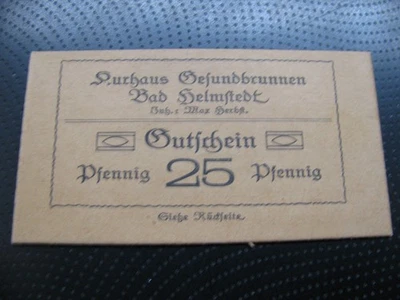 Kurhaus Gesundbrunnen
Bad Helmstedt
Inh.: Max Herbst.
Gutschein
Pfennig 25 Pfennig
Siehe Rückseite.